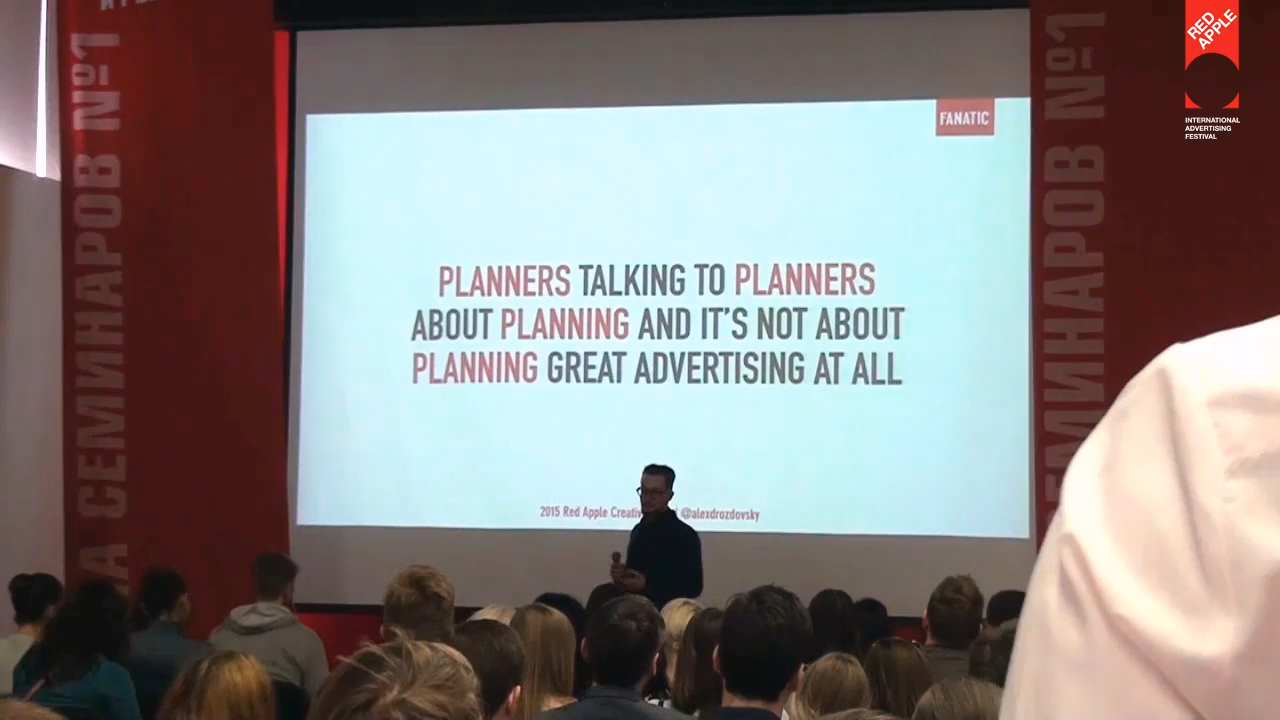 RED
APPLE
INTERNATIONAL
ADVERTISING
FESTIVAL
FANATIC
PLANNERS TALKING TO PLANNERS
ABOUT PLANNING AND IT'S NOT ABOUT
PLANNING GREAT ADVERTISING AT ALL
2015 Red Apple @alexdrozdovsky
НА СЕМИНАРОВ №1
СЕМИНАРОВ №1